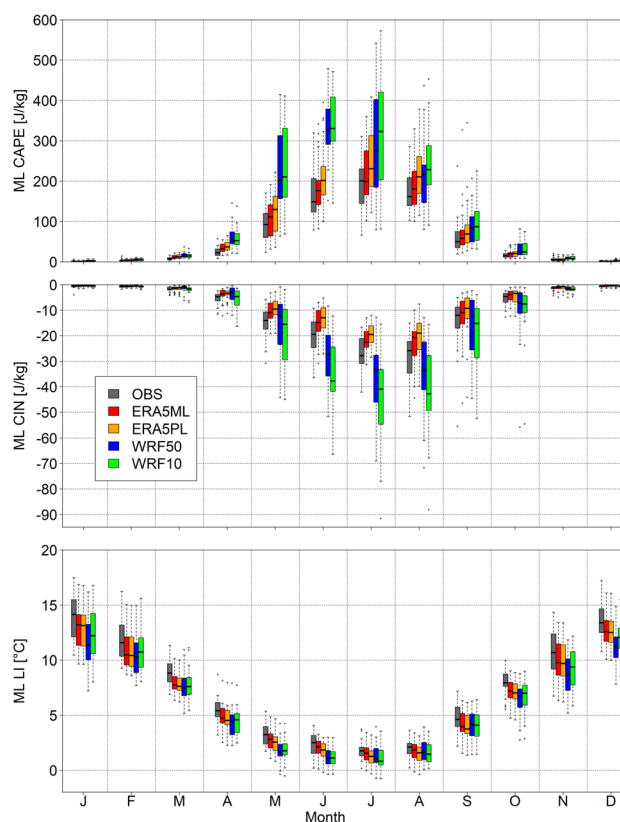 600
500
400
300
200
100
0
ML CAPE [J/kg]
0
-10
-20
-30
-40
-50
-60
-70
-80
-90
ML CIN [J/kg]
OBS
ERA5ML
ERA5PL
WRF50
WRF10
20
15
10
5
0
ML LI [°C]
J F M A M J J A S O N D
Month